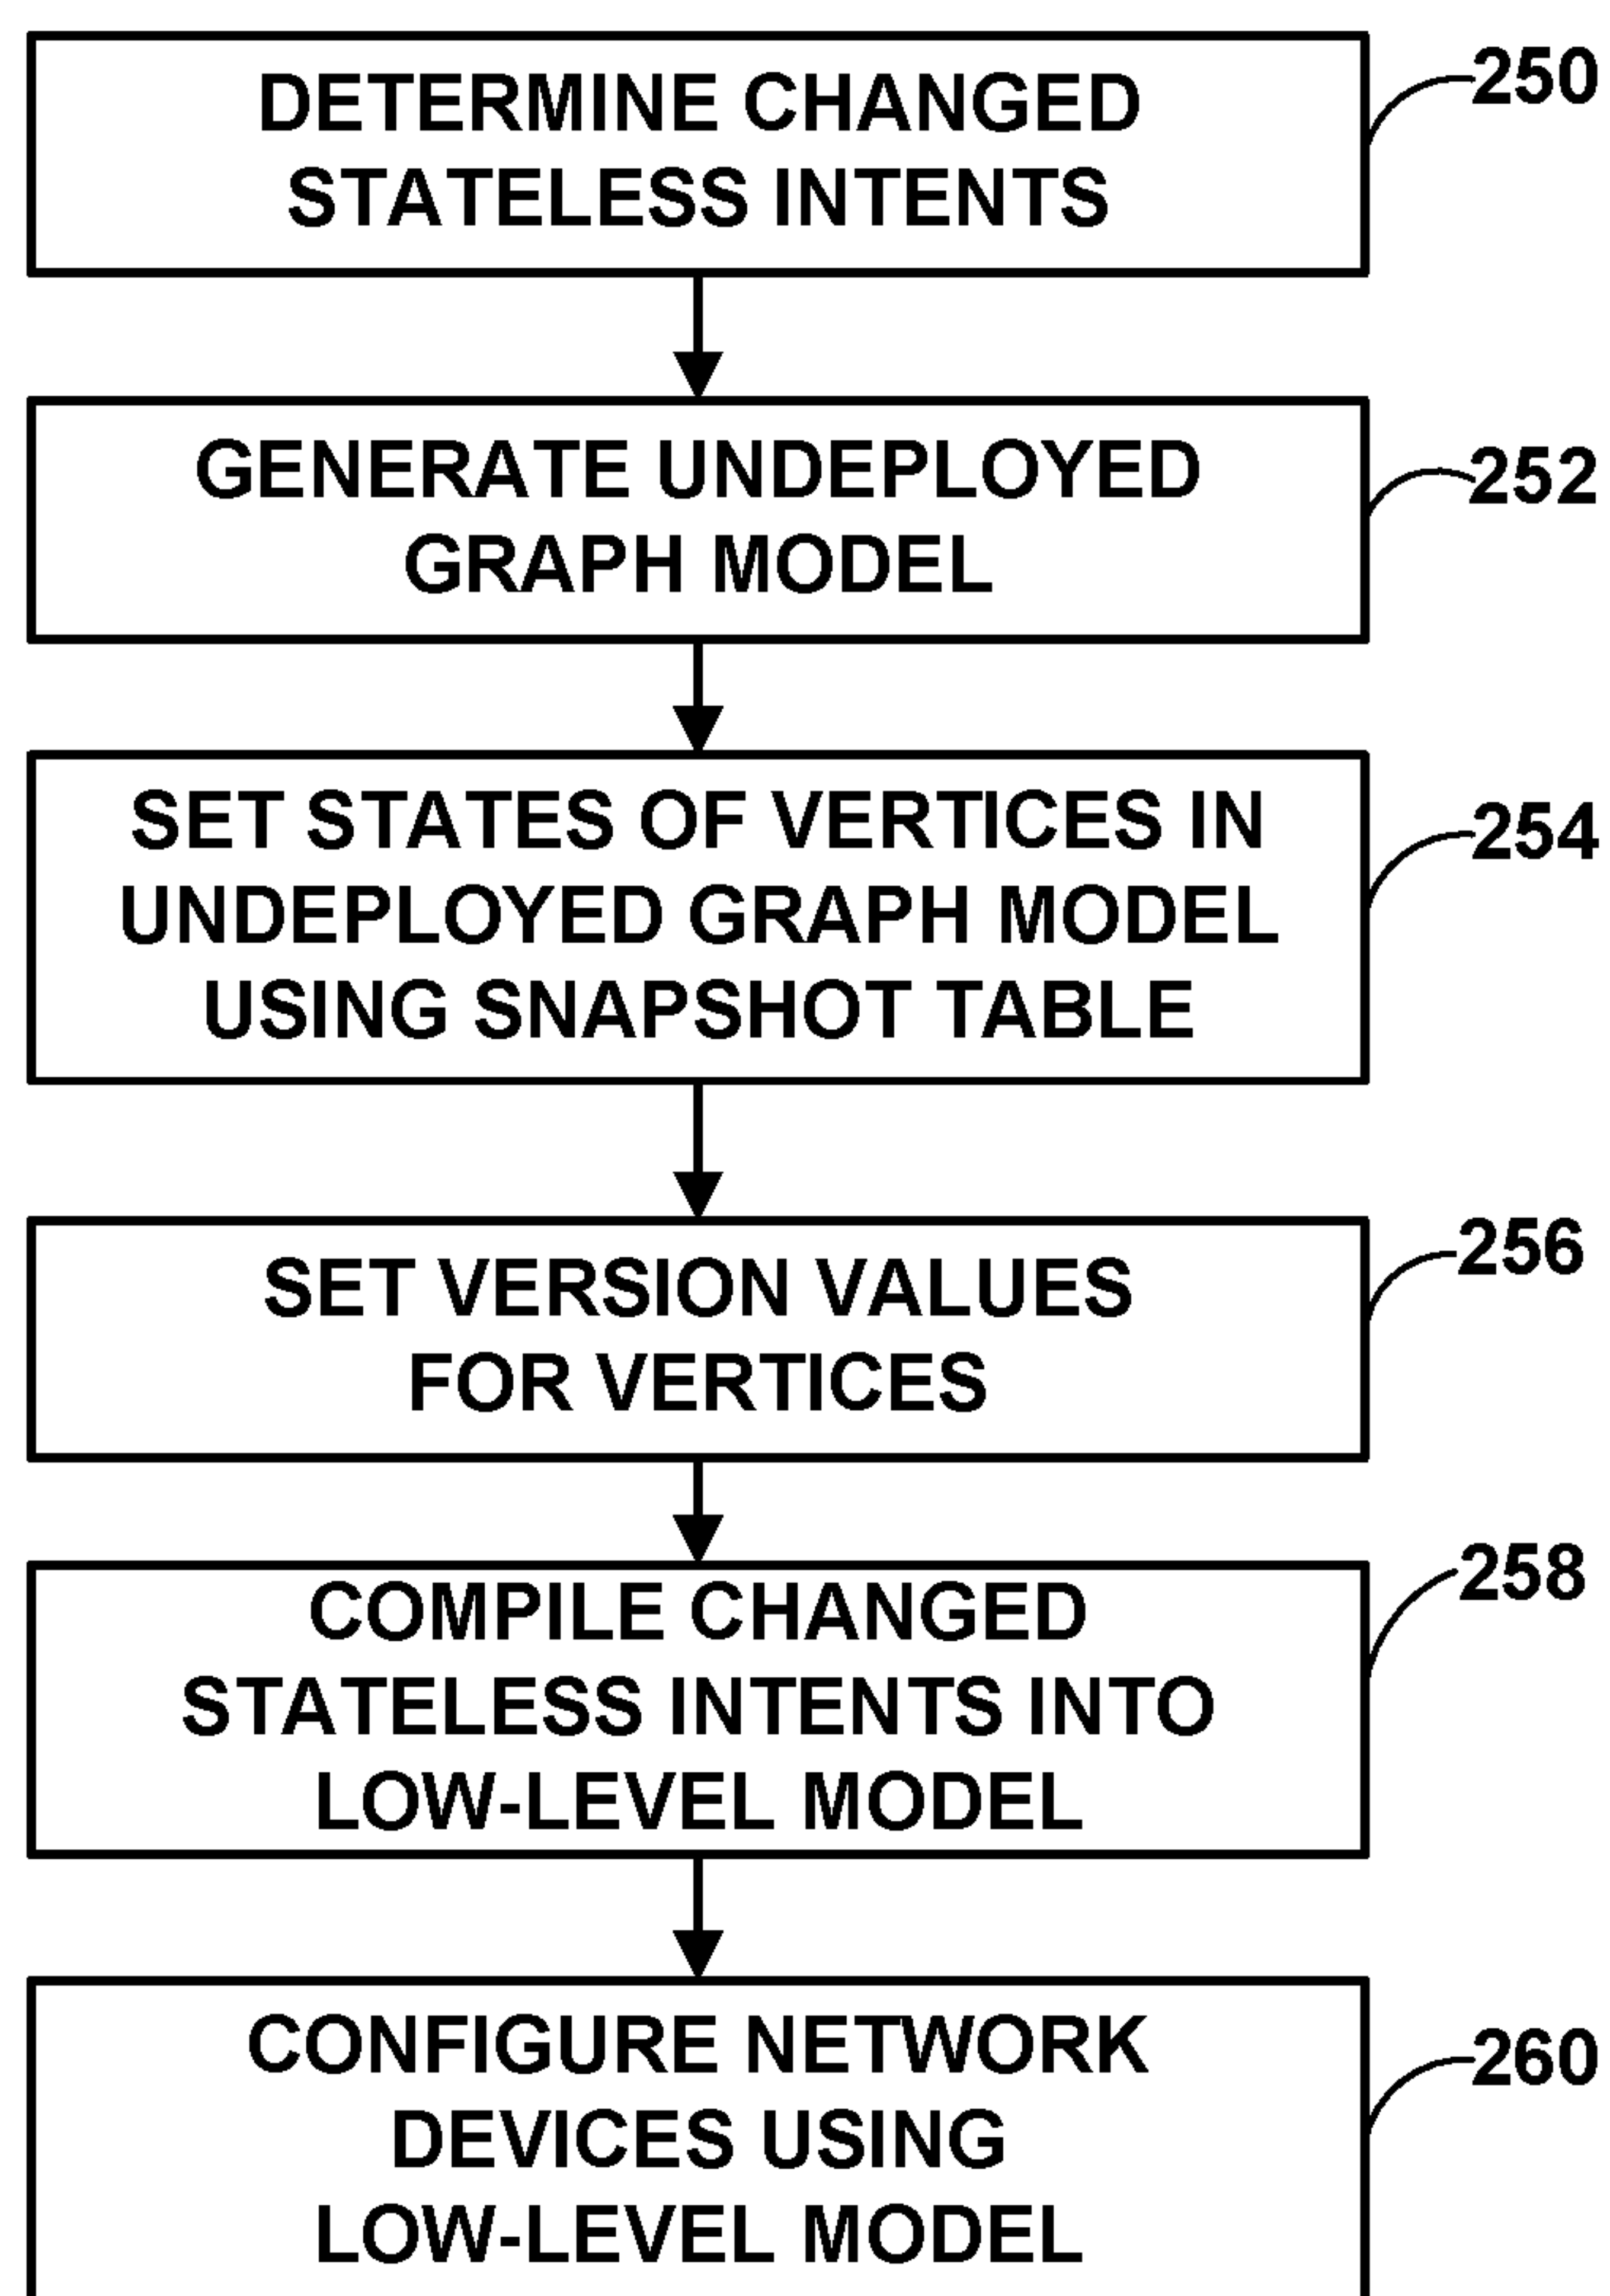 DETERMINE CHANGED
STATELESS INTENTS
250
GENERATE UNDEPLOYED
GRAPH MODEL
252
SET STATES OF VERTICES IN
UNDEPLOYED GRAPH MODEL
USING SNAPSHOT TABLE
254
SET VERSION VALUES
FOR VERTICES
256
COMPILE CHANGED
STATELESS INTENTS INTO
LOW-LEVEL MODEL
258
CONFIGURE NETWORK
DEVICES USING
LOW-LEVEL MODEL
260